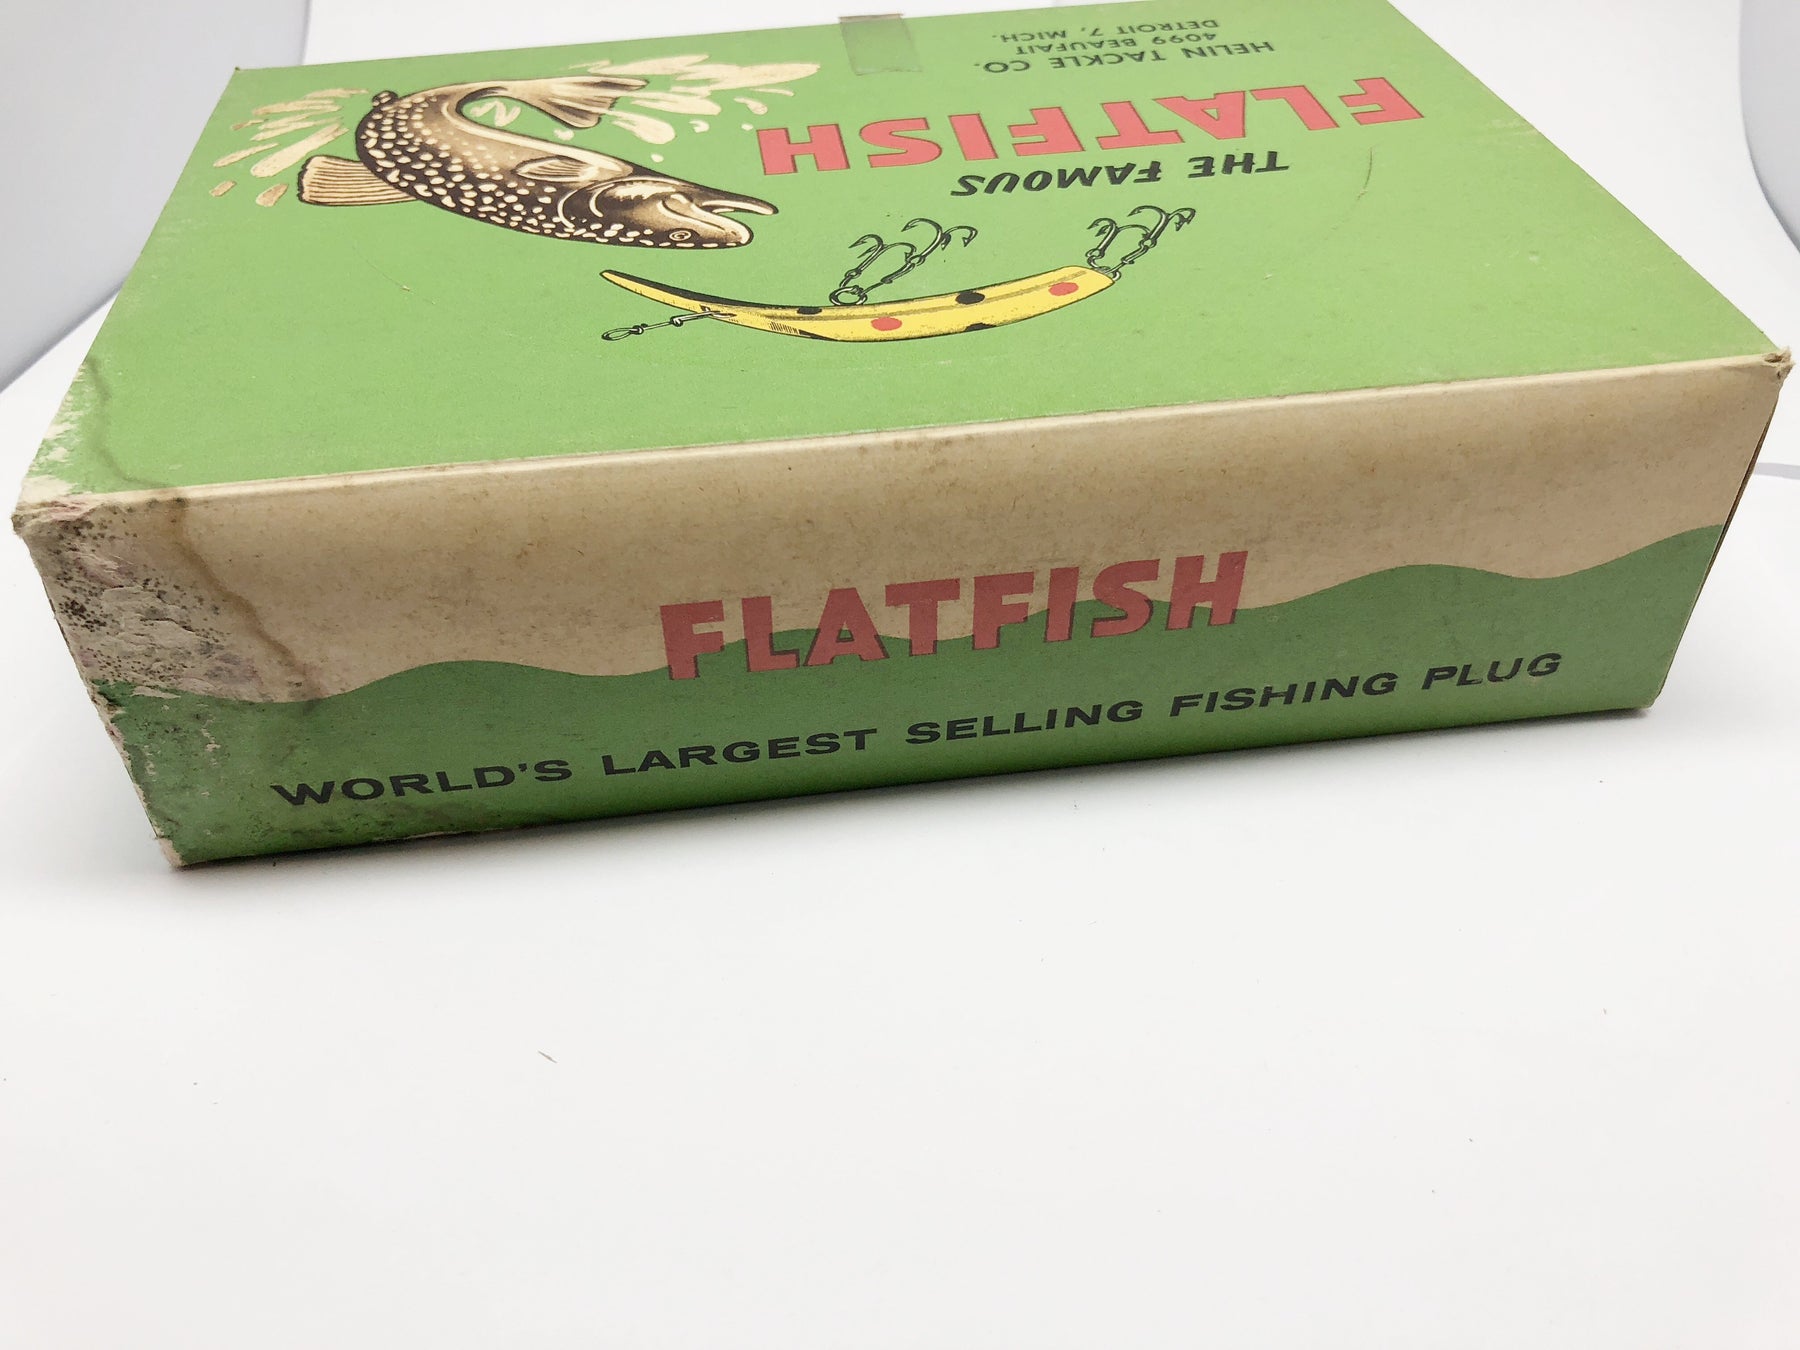 THE FAMOUS
FLATFISH
HELIN TACKLE CO.
4099 BEAUFAIT
DETROIT 7, MICH.
FLATFISH
WORLD'S LARGEST SELLING FISHING PLUG